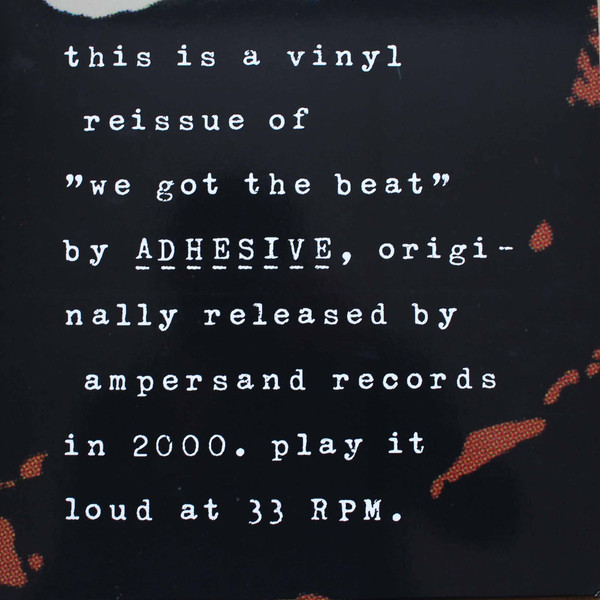 this is a vinyl
reissue of
”we got the beat”
by ADHESIVE, origi-
nally released by
ampersand records
in 2000. play it
loud at 33 RPM.